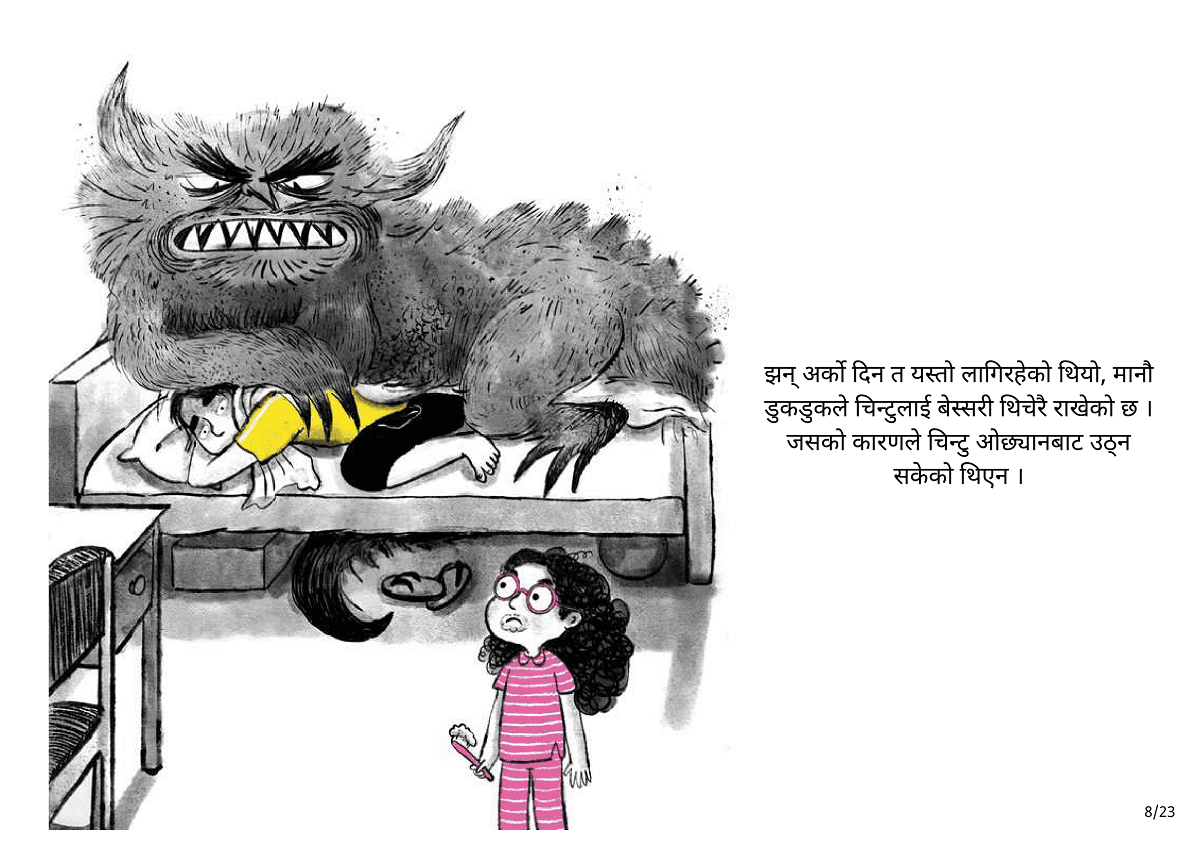 झन् अर्को दिन त यस्तो लागिरहेको थियो, मानौ
डुकडुकले चिन्टुलाई बेस्सरी थिचेरै राखेको छ ।
जसको कारणले चिन्टु ओछ्यानबाट उठ्न
सकेको थिएन ।
8/23